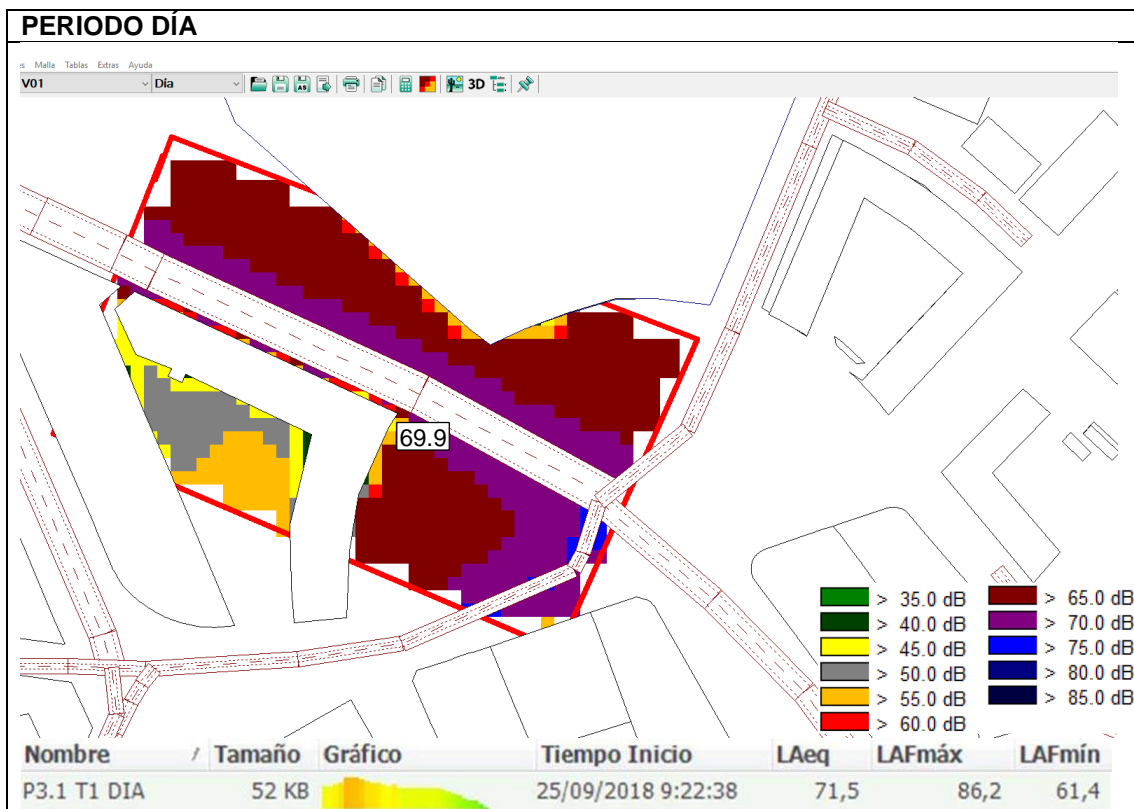 PERIODO DÍA
s Malla Tablas Extras Ayuda
V01 Día AS 3D
69.9
> 35.0 dB > 65.0 dB
> 40.0 dB > 70.0 dB
> 45.0 dB > 75.0 dB
> 50.0 dB > 80.0 dB
> 55.0 dB > 85.0 dB
> 60.0 dB
Nombre / Tamaño Gráfico Tiempo Inicio LAeq LAFmáx LAFmín
P3.1 T1 DIA 52 KB 25/09/2018 9:22:38 71,5 86,2 61,4